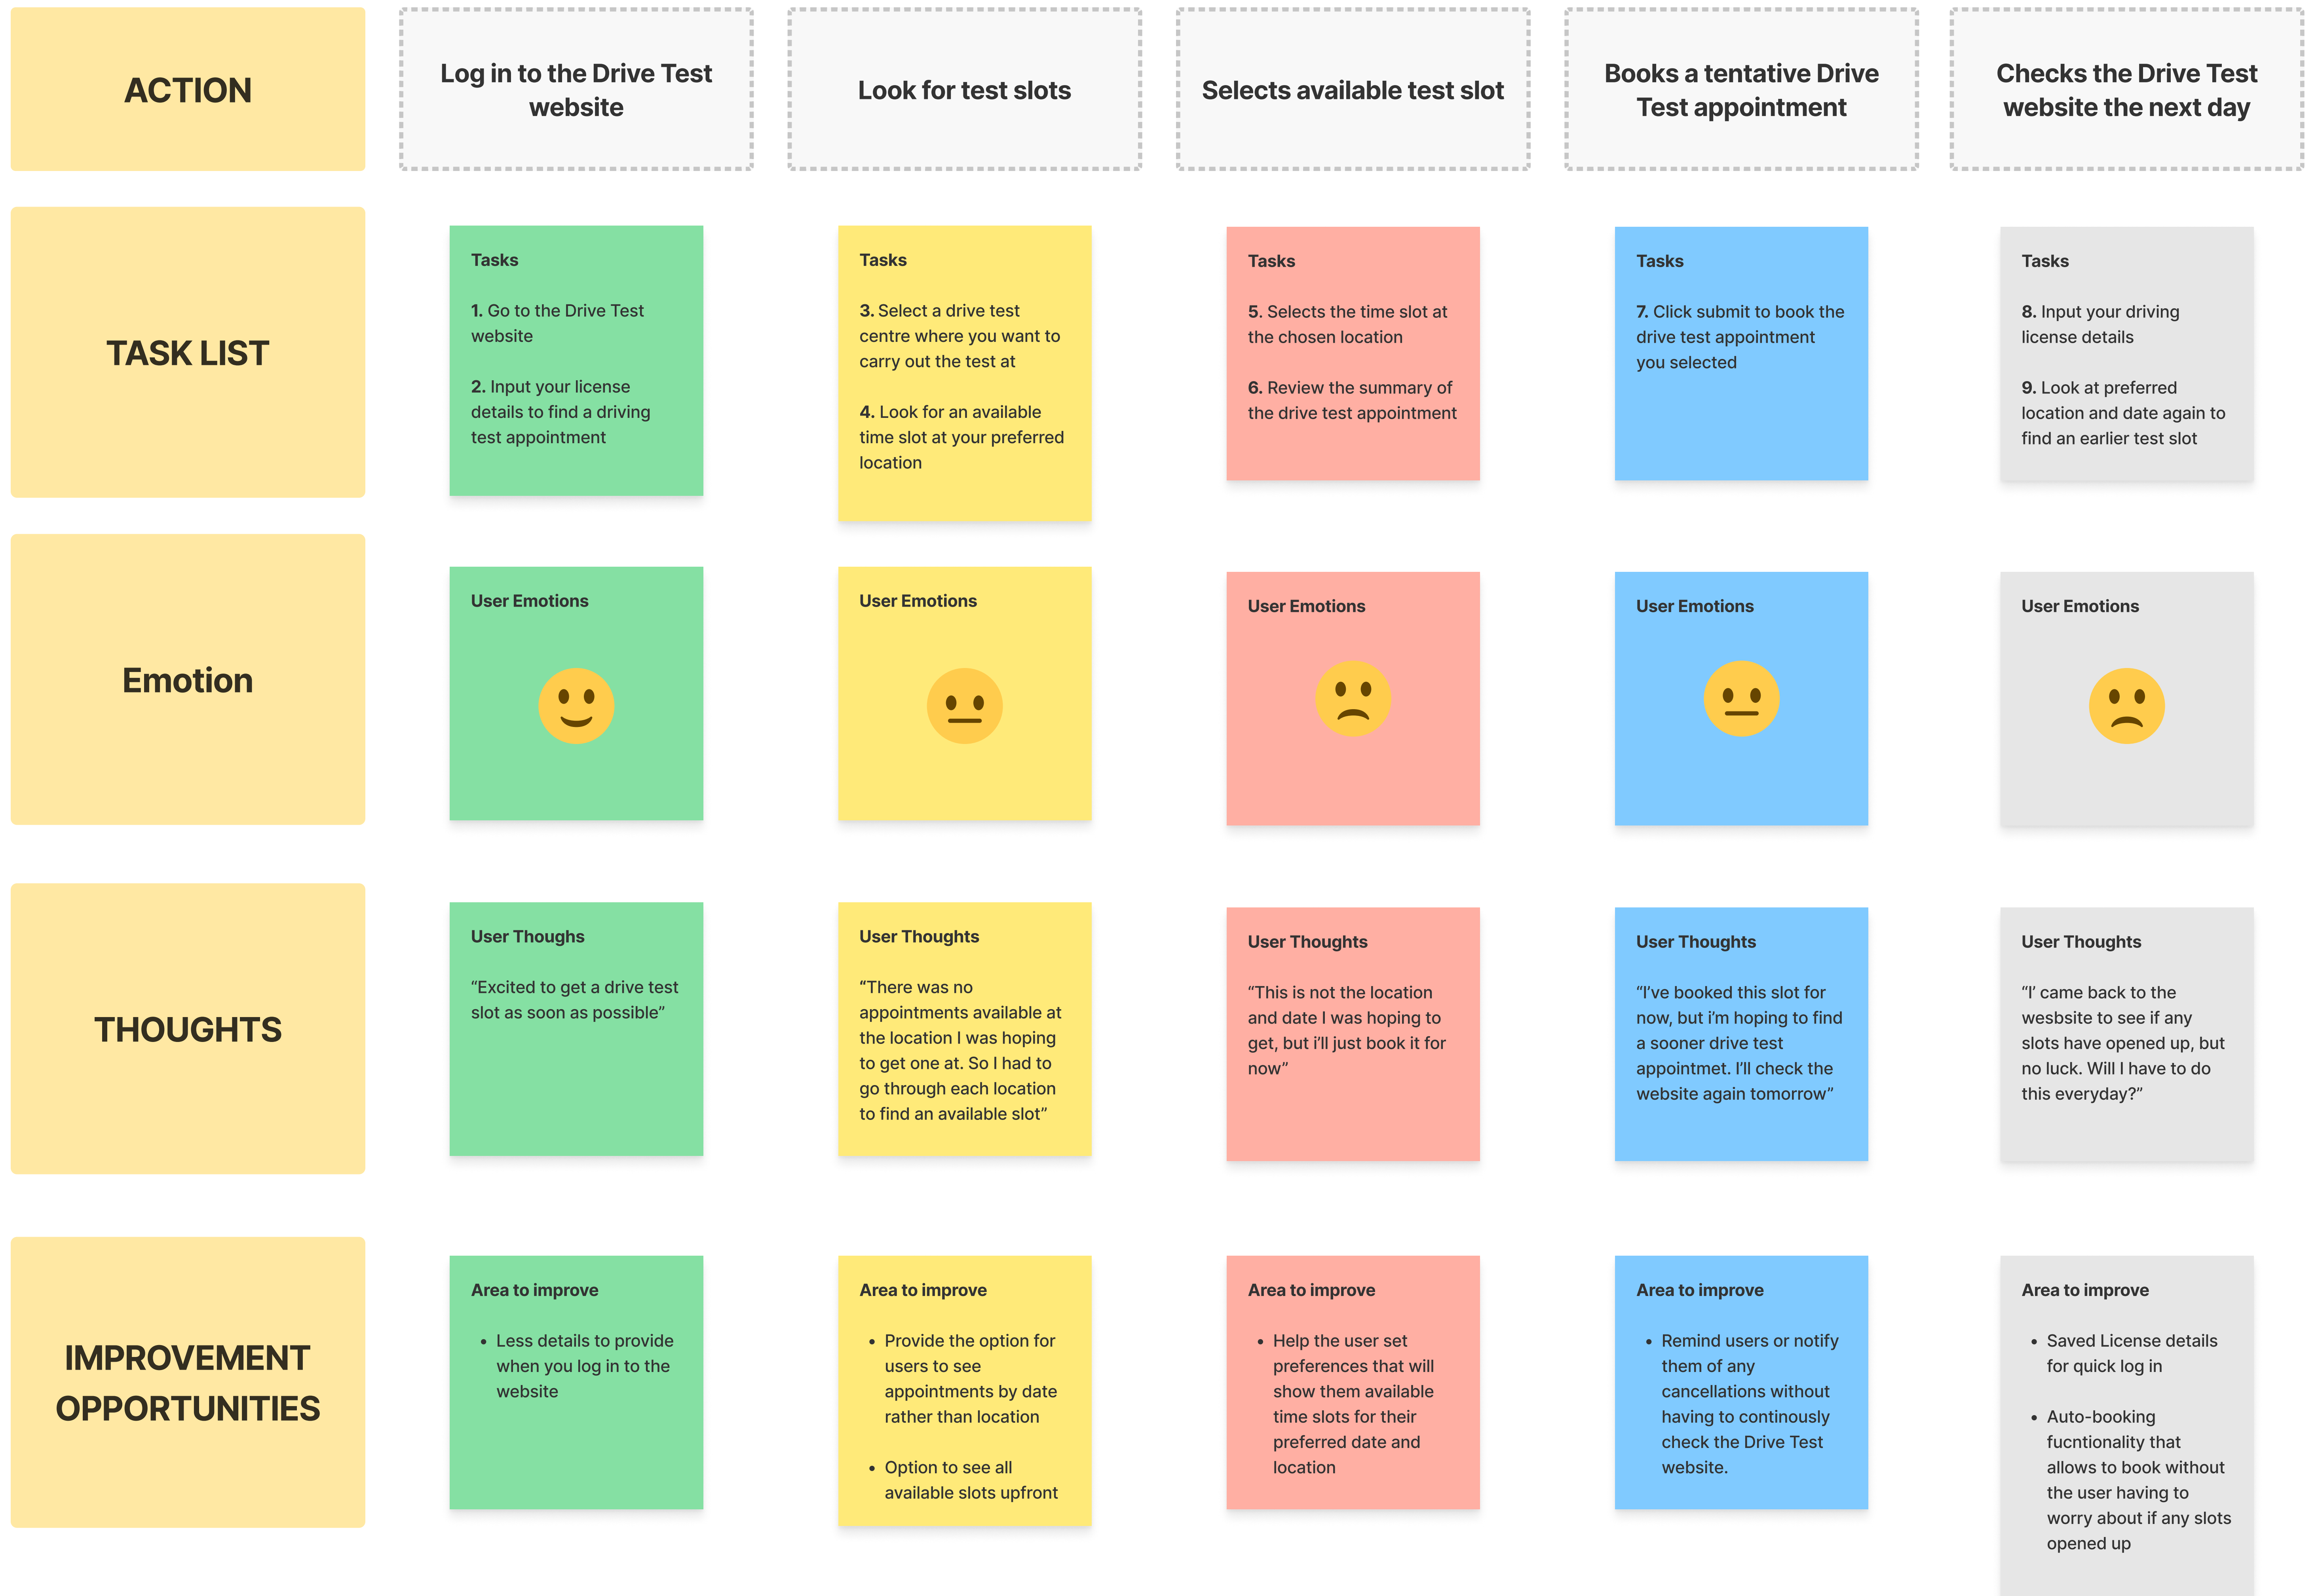 ACTION
Log in to the Drive Test
website
Look for test slots
Selects available test slot
Books a tentative Drive
Test appointment
Checks the Drive Test
website the next day
TASK LIST
Tasks
1. Go to the Drive Test
website
2. Input your license
details to find a driving
test appointment
Tasks
3. Select a drive test
centre where you want to
carry out the test at
4. Look for an available
time slot at your preferred
location
Tasks
5. Selects the time slot at
the chosen location
6. Review the summary of
the drive test appointment
Tasks
7. Click submit to book the
drive test appointment
you selected
Tasks
8. Input your driving
license details
9. Look at preferred
location and date again to
find an earlier test slot
Emotion
User Emotions
User Emotions
User Emotions
User Emotions
User Emotions
THOUGHTS
User Thoughs
“Excited to get a drive test
slot as soon as possible”
User Thoughts
“There was no
appointments available at
the location I was hoping
to get one at. So I had to
go through each location
to find an available slot”
User Thoughts
“This is not the location
and date I was hoping to
get, but i’ll just book it for
now”
User Thoughts
“I’ve booked this slot for
now, but i’m hoping to find
a sooner drive test
appointmet. I’ll check the
website again tomorrow”
User Thoughts
“I’ came back to the
wesbsite to see if any
slots have opened up, but
no luck. Will I have to do
this everyday?”
IMPROVEMENT
OPPORTUNITIES
Area to improve
• Less details to provide
when you log in to the
website
Area to improve
• Provide the option for
users to see
appointments by date
rather than location
• Option to see all
available slots upfront
Area to improve
• Help the user set
preferences that will
show them available
time slots for their
preferred date and
location
Area to improve
• Remind users or notify
them of any
cancellations without
having to continously
check the Drive Test
website.
Area to improve
• Saved License details
for quick log in
• Auto-booking
fucntionality that
allows to book without
the user having to
worry about if any slots
opened up